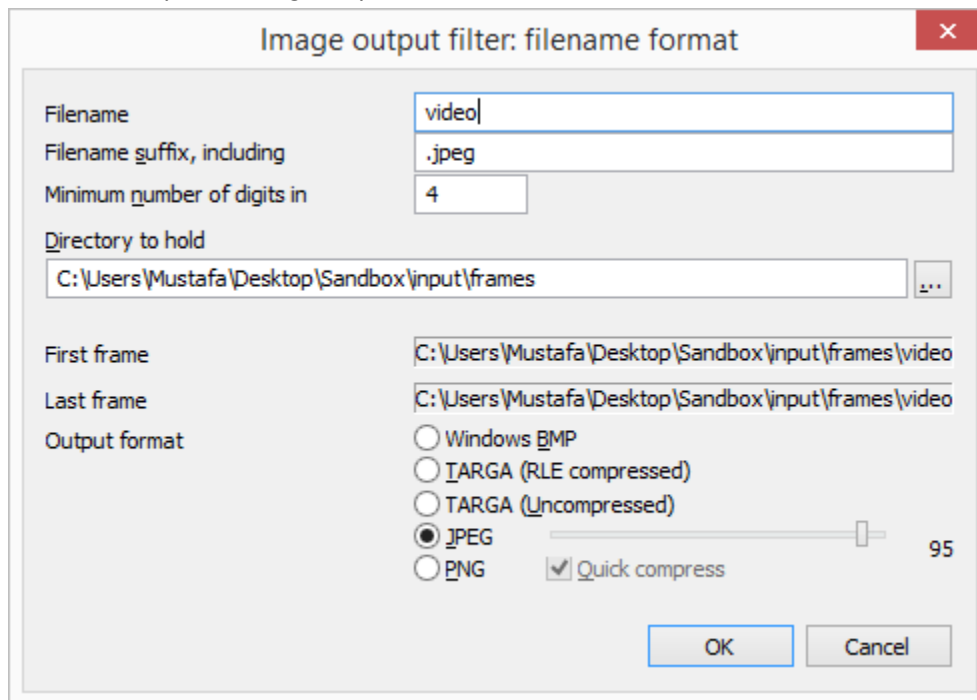 Image output filter: filename format
Filename
video
Filename suffix, including
.jpeg
Minimum number of digits in
4
Directory to hold
C:\Users\Mustafa\Desktop\Sandbox\input\frames
...
First frame
C:\Users\Mustafa\Desktop\Sandbox\input\frames\video
Last frame
C:\Users\Mustafa\Desktop\Sandbox\input\frames\video
Output format
Windows BMP
TARGA (RLE compressed)
TARGA (Uncompressed)
JPEG
95
PNG
Quick compress
OK
Cancel